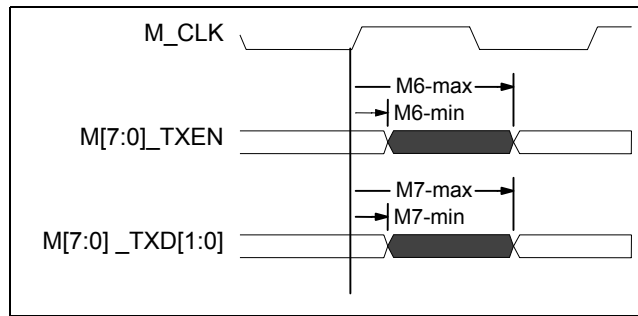 M_CLK
M6-max
M6-min
M[7:0]_TXEN
M7-max
M7-min
M[7:0] _TXD[1:0]